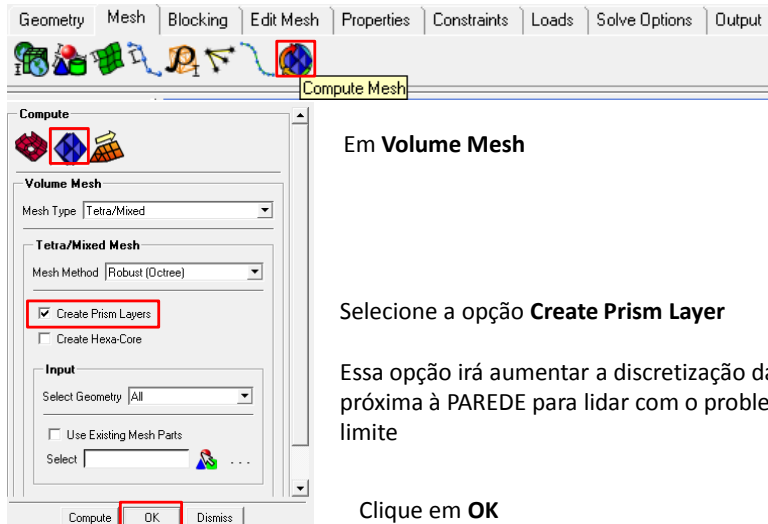 Geometry Mesh Blocking Edit Mesh Properties Constraints Loads Solve Options Output
Compute Mesh
Compute
Em Volume Mesh
Volume Mesh
Mesh Type Tetra/Mixed
Tetra/Mixed Mesh
Mesh Method Robust (Octree)
Create Prism Layers
Selecione a opção Create Prism Layer
Create Hexa-Core
Essa opção irá aumentar a discretização da
Input
Select Geometry All
próxima à PAREDE para lidar com o proble
limite
Use Existing Mesh Parts
Select ...
Compute OK Dismiss
Clique em OK